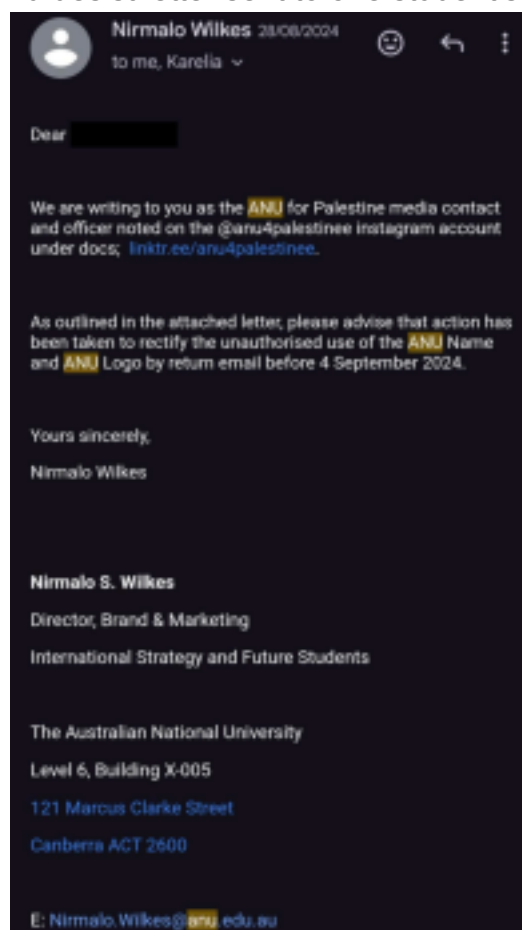 Nirmalo Wilkes 28/08/2024
to me, Karelia
Dear
We are writing to you as the ANU for Palestine media contact
and officer noted on the @anu4palestinee instagram account
under docs; linktr.ee/anu4palestinee.
As outlined in the attached letter, please advise that action has
been taken to rectify the unauthorised use of the ANU Name
and ANU Logo by return email before 4 September 2024.
Yours sincerely,
Nirmalo Wilkes
Nirmalo S. Wilkes
Director, Brand & Marketing
International Strategy and Future Students
The Australian National University
Level 6, Building X-005
121 Marcus Clarke Street
Canberra ACT 2600
E: Nirmalo.Wilkes@anu.edu.au